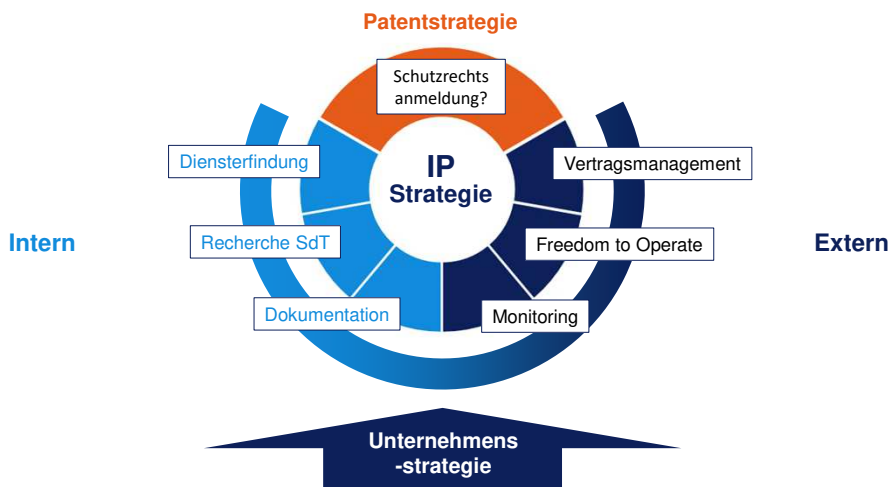 Patentstrategie
Schutzrechts
anmeldung?
IP
Strategie
Diensterfindung
Vertragsmanagement
Intern
Recherche SdT
Freedom to Operate
Extern
Dokumentation
Monitoring
Unternehmens
-strategie